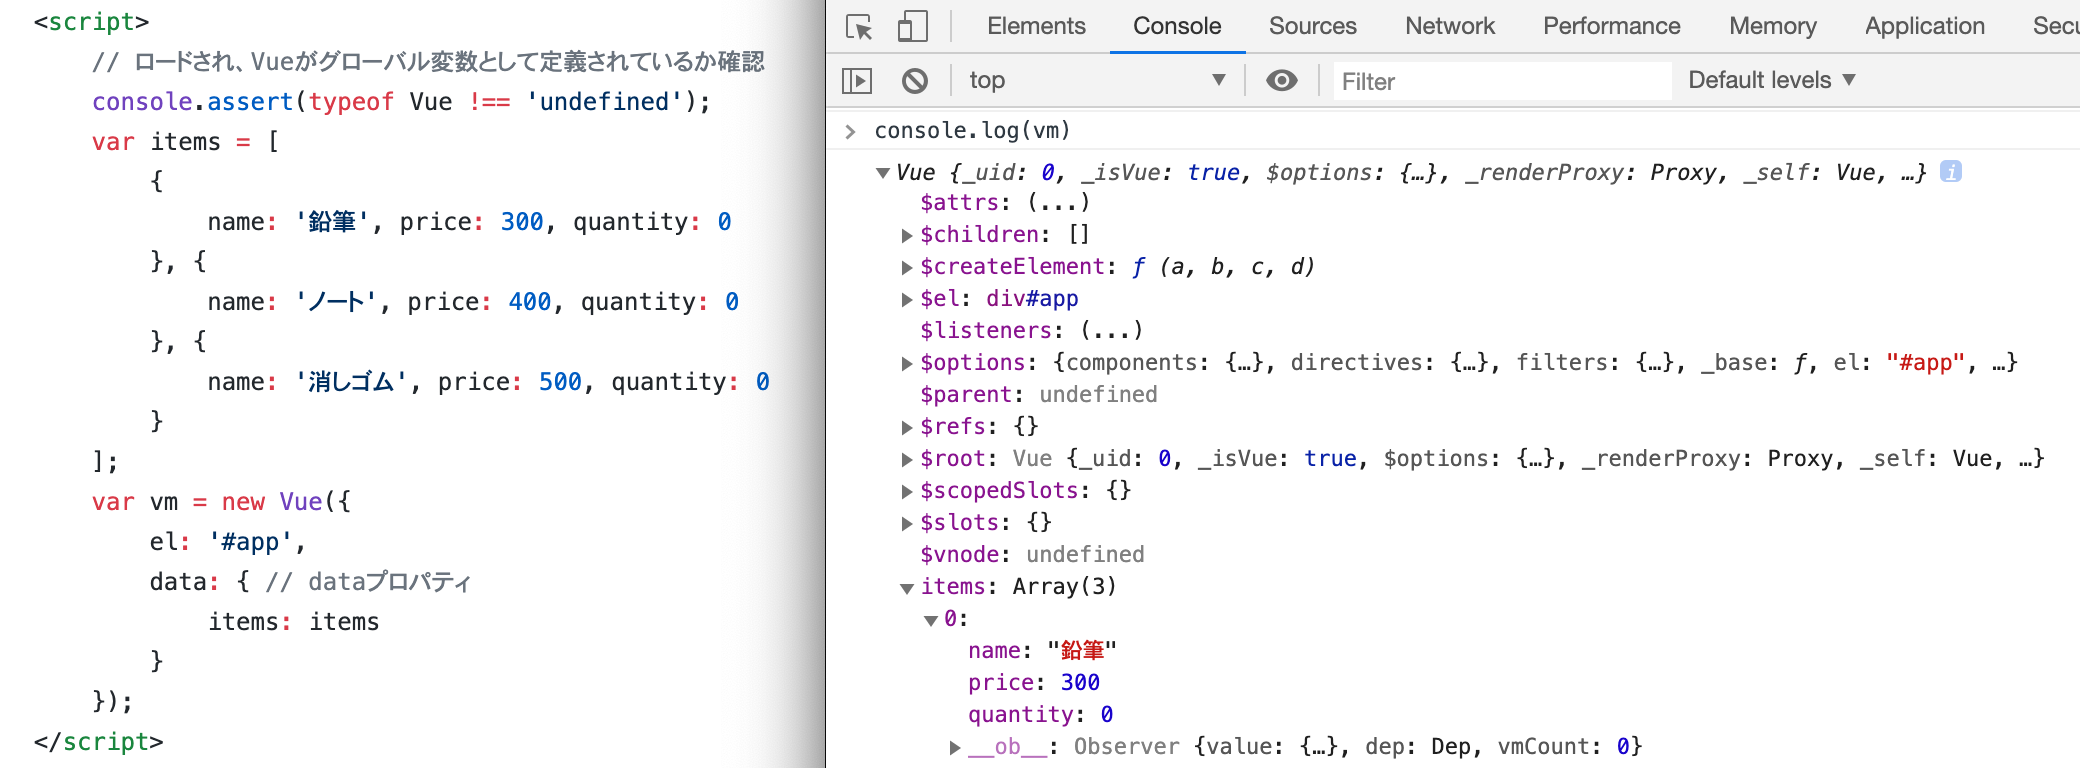 <script>
// ロードされ、Vueがグローバル変数として定義されているか確認
console.assert(typeof Vue !== 'undefined');
var items = [
{
name: '鉛筆', price: 300, quantity: 0
}, {
name: 'ノート', price: 400, quantity: 0
}, {
name: '消しゴム', price: 500, quantity: 0
}
];
var vm = new Vue({
el: '#app',
data: { // dataプロパティ
items: items
}
});
</script>
Elements Console Sources Network Performance Memory Application Secu
top Filter Default levels
console.log(vm)
Vue {_uid: 0, _isVue: true, $options: {…}, _renderProxy: Proxy, _self: Vue, …} i
$attrs: (...)
$children: []
$createElement: ƒ (a, b, c, d)
$el: div#app
$listeners: (...)
$options: {components: {…}, directives: {…}, filters: {…}, _base: ƒ, el: "#app", …}
$parent: undefined
$refs: {}
$root: Vue {_uid: 0, _isVue: true, $options: {…}, _renderProxy: Proxy, _self: Vue, …}
$scopedSlots: {}
$slots: {}
$vnode: undefined
items: Array(3)
0:
name: "鉛筆"
price: 300
quantity: 0
__ob__: Observer {value: {…}, dep: Dep, vmCount: 0}